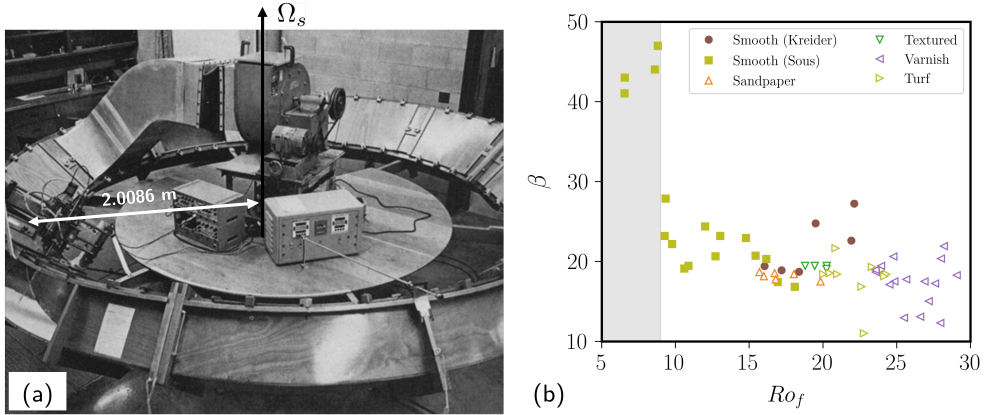 Ω_s
2.0086 m
(a)
50
40
30
20
10
β
5
10
15
20
25
30
Ro_f
Smooth (Kreider)
Smooth (Sous)
Sandpaper
Textured
Varnish
Turf
(b)